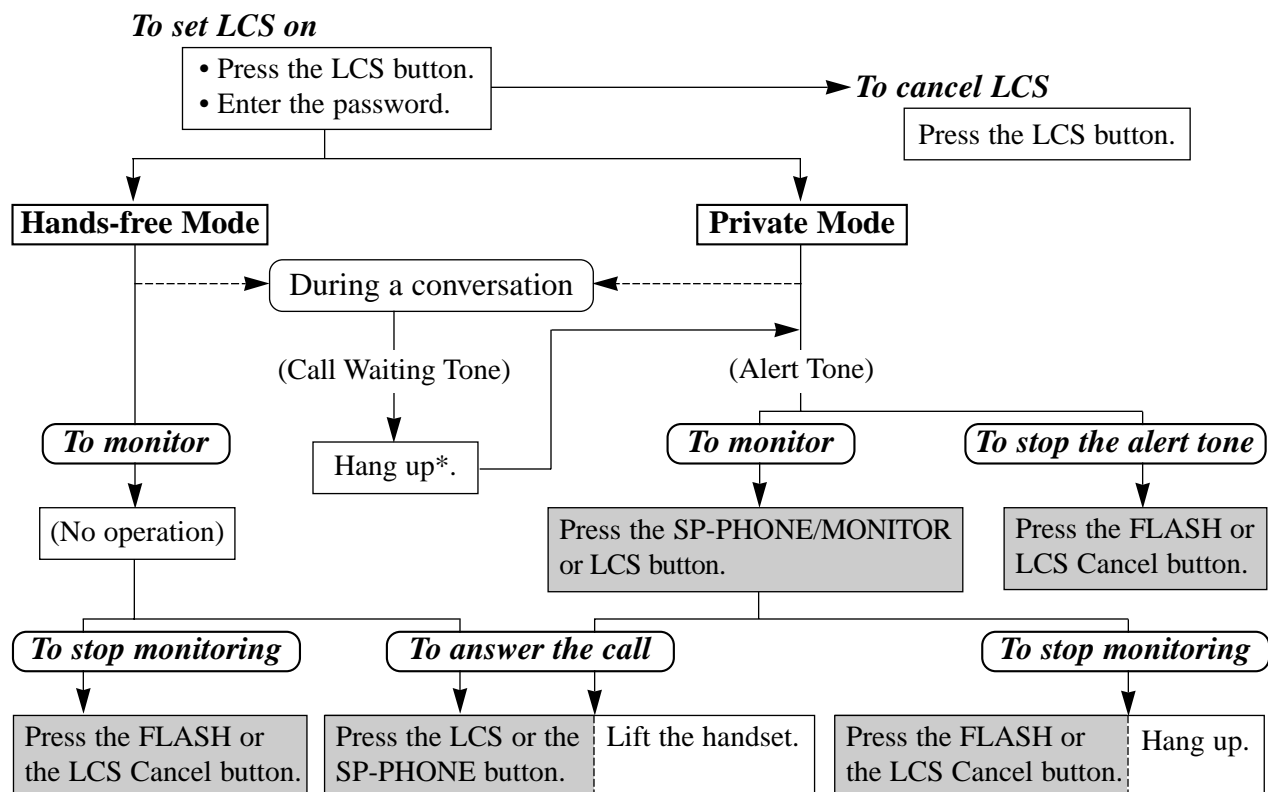 To set LCS on
• Press the LCS button.
• Enter the password.
To cancel LCS
Press the LCS button.
Hands-free Mode
Private Mode
During a conversation
(Call Waiting Tone)
(Alert Tone)
To monitor
Hang up*.
To monitor
To stop the alert tone
(No operation)
Press the SP-PHONE/MONITOR
or LCS button.
Press the FLASH or
LCS Cancel button.
To stop monitoring
To answer the call
To stop monitoring
Press the FLASH or
the LCS Cancel button.
Press the LCS or the
SP-PHONE button.
Lift the handset.
Press the FLASH or
the LCS Cancel button.
Hang up.